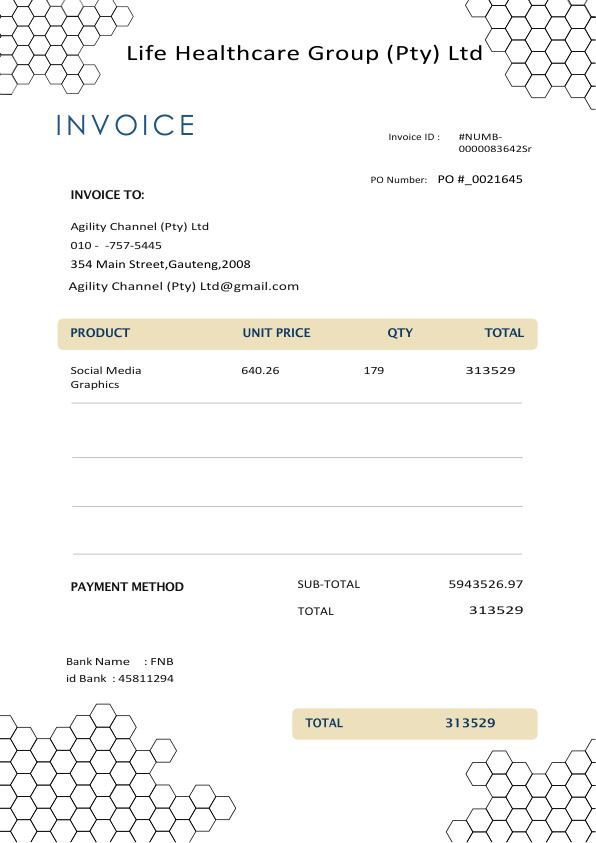 Life Healthcare Group (Pty) Ltd
INVOICE
Invoice ID : #NUMB-
0000083642Sr
PO Number: PO #_0021645
INVOICE TO:
Agility Channel (Pty) Ltd
010 - -757-5445
354 Main Street,Gauteng,2008
Agility Channel (Pty) Ltd@gmail.com
PRODUCT UNIT PRICE QTY TOTAL
Social Media 640.26 179 313529
Graphics
PAYMENT METHOD SUB-TOTAL 5943526.97
TOTAL 313529
Bank Name : FNB
id Bank : 45811294
TOTAL 313529